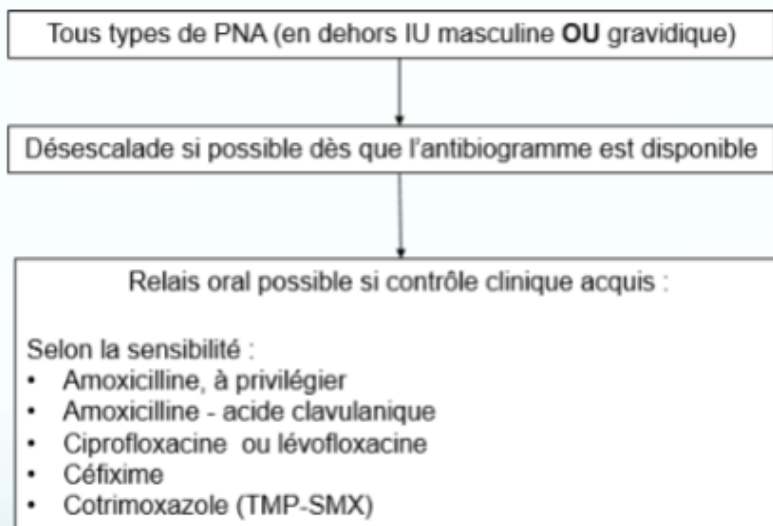 Tous types de PNA (en dehors IU masculine OU gravidique)
Désescalade si possible dès que l'antibiogramme est disponible
Relais oral possible si contrôle clinique acquis :
Selon la sensibilité :
• Amoxicilline, à privilégier
• Amoxicilline - acide clavulanique
• Ciprofloxacine ou lévofloxacine
• Céfixime
• Cotrimoxazole (TMP-SMX)